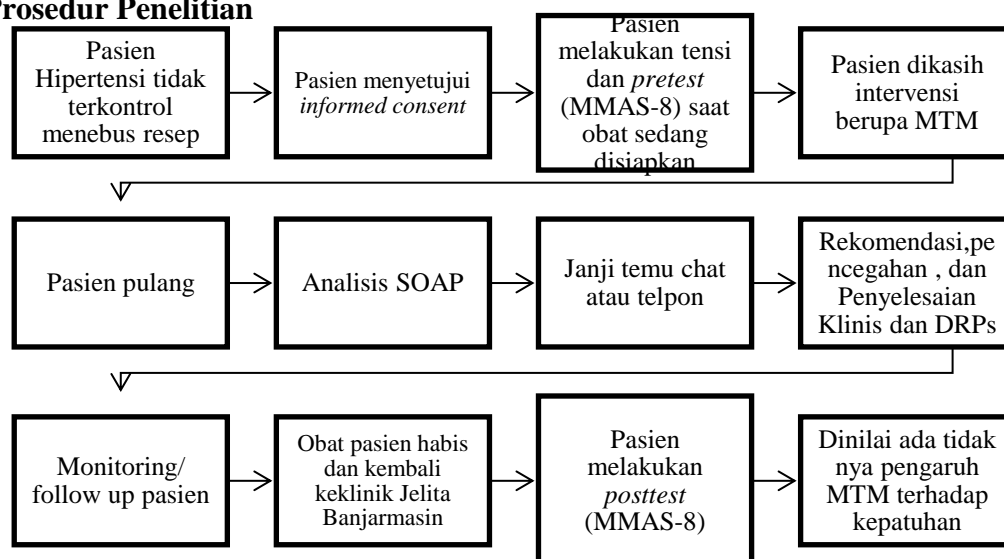 Prosedur Penelitian
Pasien
Hipertensi tidak
terkontrol
menebus resep
Pasien menyetujui
informed consent
Pasien
melakukan tensi
dan pretest
(MMAS-8) saat
obat sedang
disiapkan
Pasien dikasih
intervensi
berupa MTM
Pasien pulang
Analisis SOAP
Janji temu chat
atau telpon
Rekomendasi,pe
ncegahan , dan
Penyelesaian
Klinis dan DRPs
Monitoring/
follow up pasien
Obat pasien habis
dan kembali
keklinik Jelita
Banjarmasin
Pasien
melakukan
posttest
(MMAS-8)
Dinilai ada tidak
nya pengaruh
MTM terhadap
kepatuhan